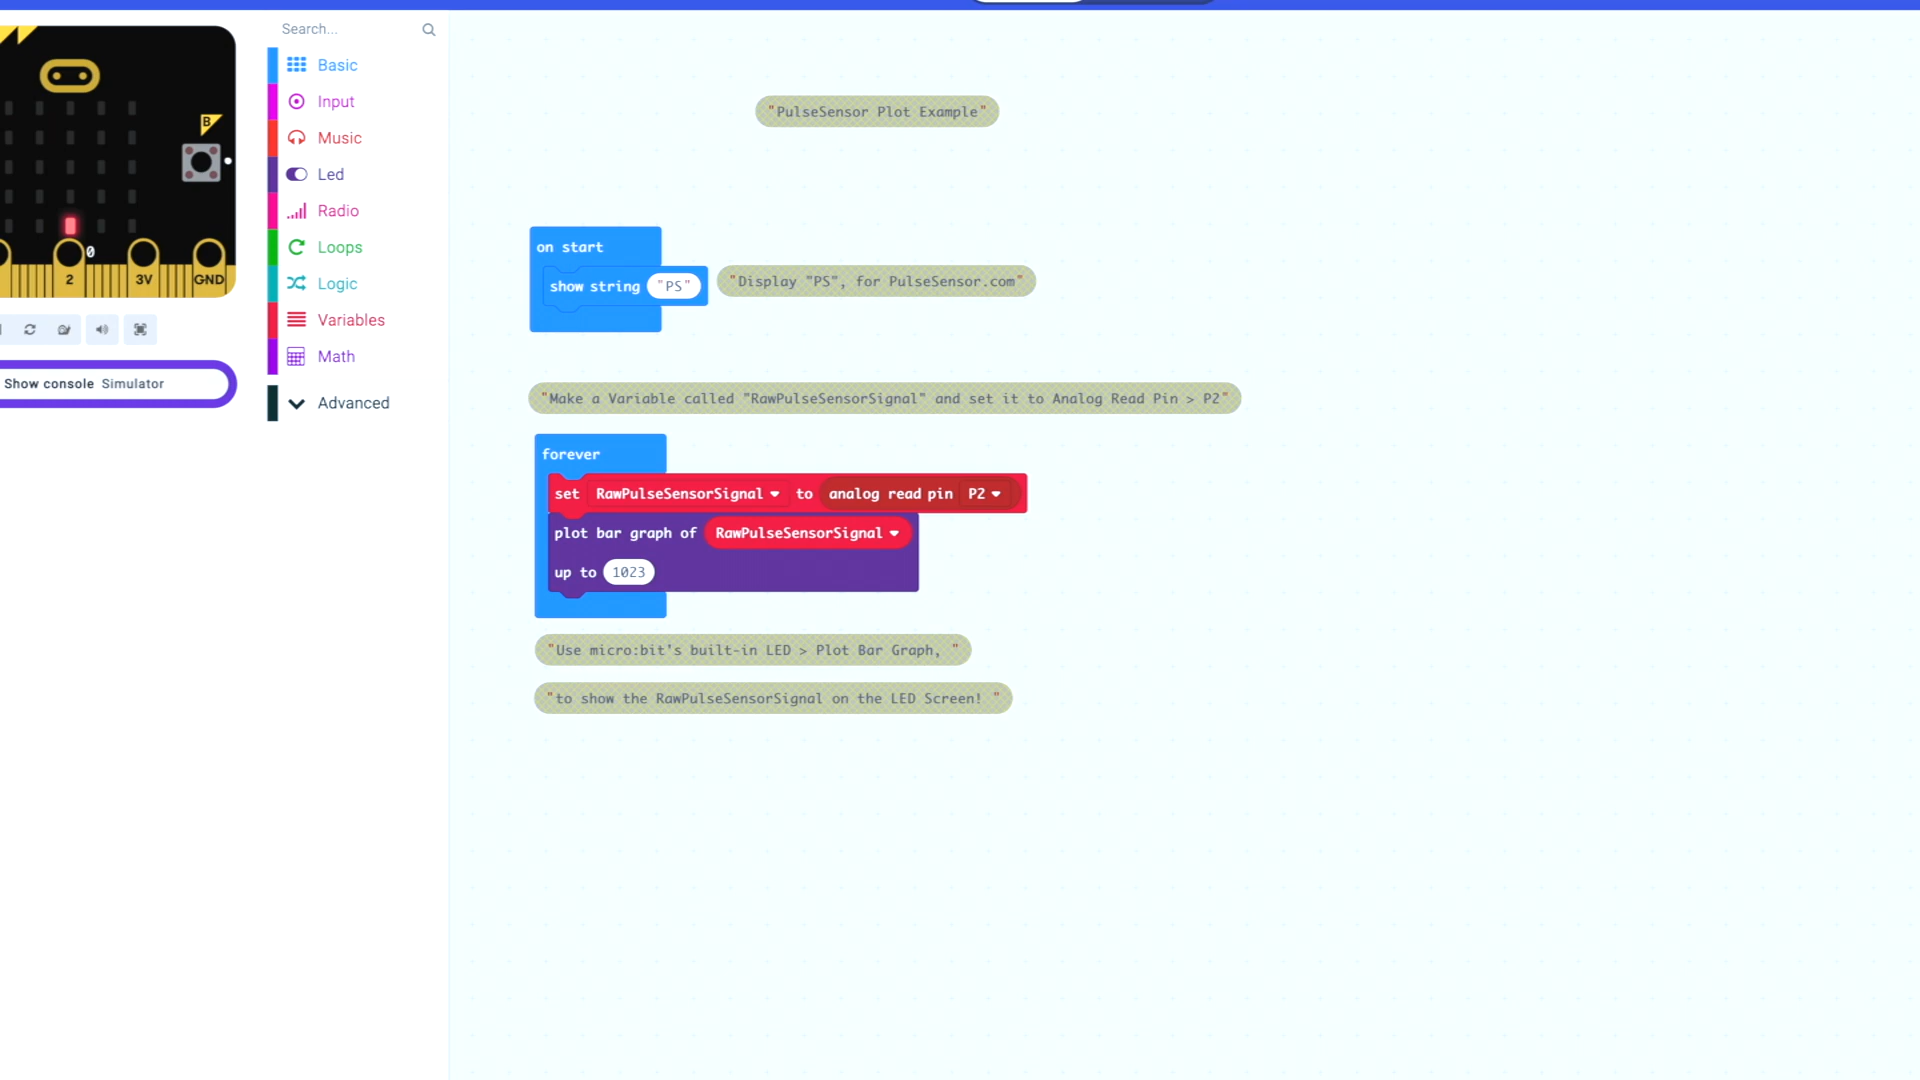 Search...
B
0
2
3V
GND
Show console Simulator
Basic
Input
Music
Led
Radio
Loops
Logic
Variables
Math
Advanced
"PulseSensor Plot Example"
on start
show string "PS"
"Display "PS", for PulseSensor.com"
"Make a Variable called "RawPulseSensorSignal" and set it to Analog Read Pin > P2"
forever
set RawPulseSensorSignal to analog read pin P2
plot bar graph of RawPulseSensorSignal
up to 1023
"Use micro:bit's built-in LED > Plot Bar Graph, "
"to show the RawPulseSensorSignal on the LED Screen! "